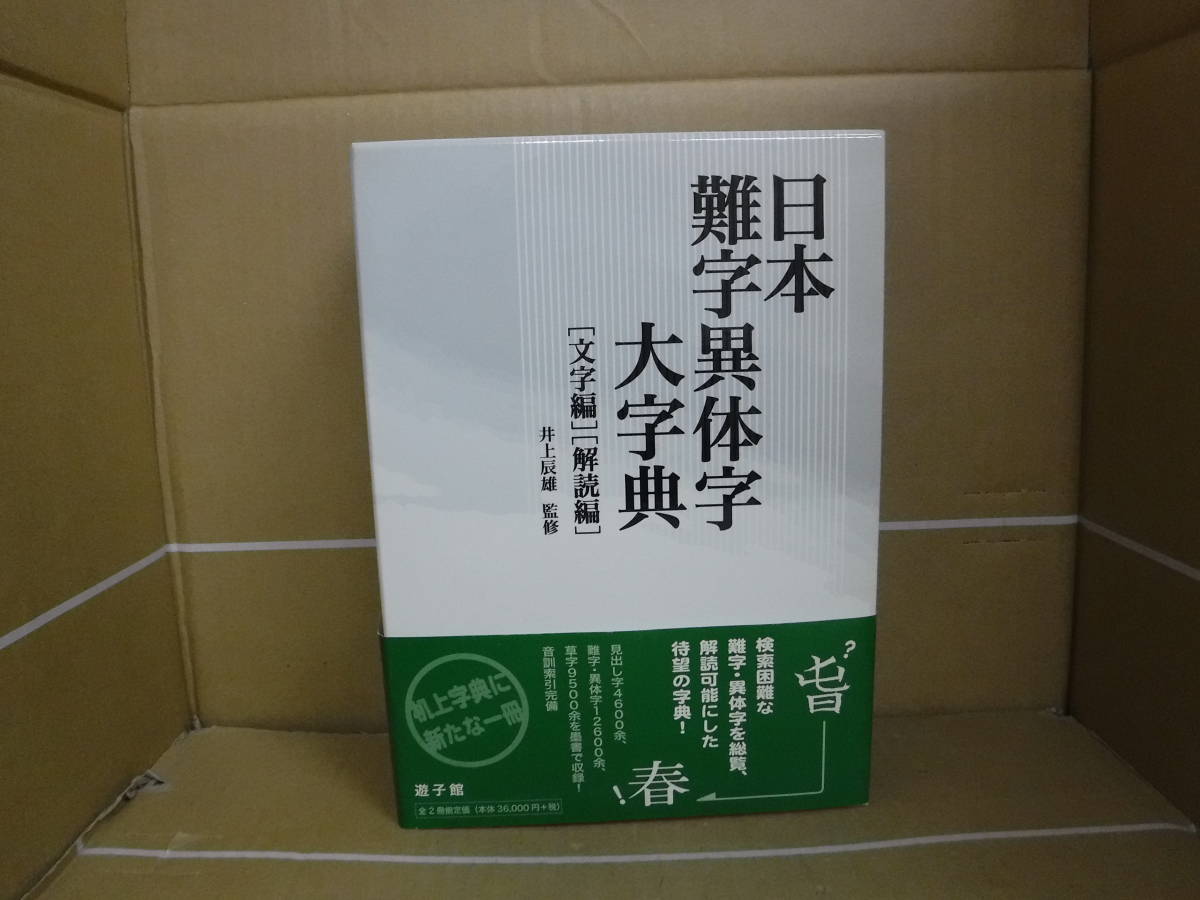 日本
難字異体字
大字典
［文字編］［解読編］
井上辰雄 監修
?
旾
検索困難な
難字・異体字を総覧、
解読可能にした
待望の字典！
春
!
見出し字4600余、
難字・異体字12600余、
草字9500余を墨書で収録！
音訓索引完備
机上字典に
新たな一冊
遊子館
全2冊揃定価（本体36,000円+税）